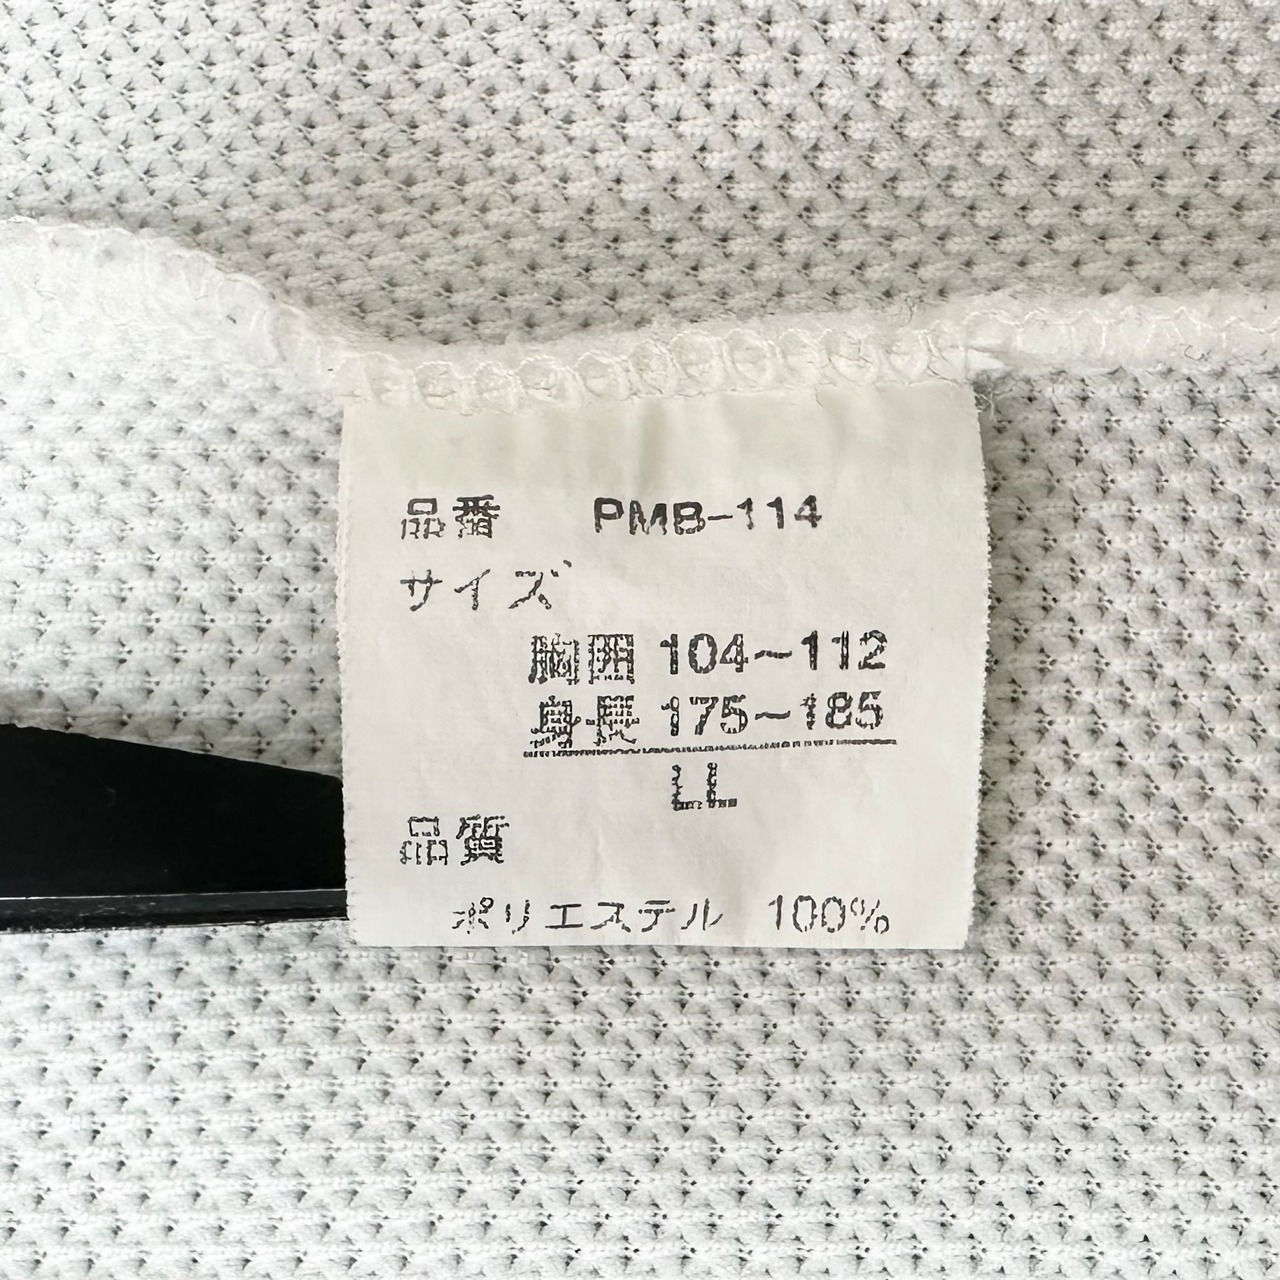 品番 PMB-114
サイズ
胸囲 104~112
身長 175~185
LL
品質
ポリエステル 100%